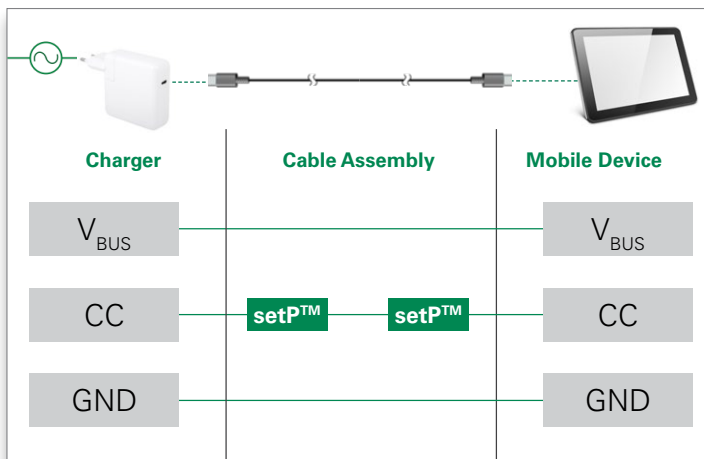 Charger Cable Assembly Mobile Device
VBUS VBUS
CC setP™ setP™ CC
GND GND